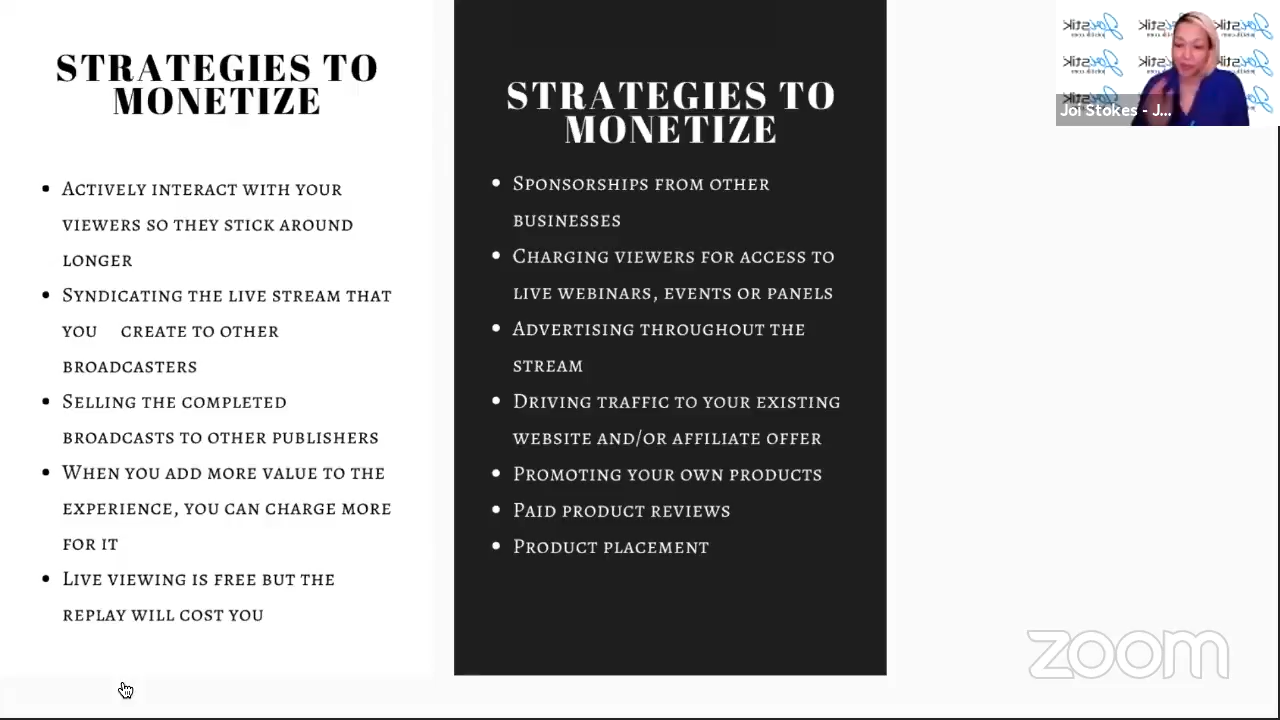 STRATEGIES TO
MONETIZE
Actively interact with your
viewers so they stick around
longer
Syndicating the live stream that
you create to other
broadcasters
Selling the completed
broadcasts to other publishers
When you add more value to the
experience, you can charge more
for it
Live viewing is free but the
replay will cost you
STRATEGIES TO
MONETIZE
Sponsorships from other
businesses
Charging viewers for access to
live webinars, events or panels
Advertising throughout the
stream
Driving traffic to your existing
website and/or affiliate offer
Promoting your own products
Paid product reviews
Product placement
Joistik
Joi Stokes - J...
zoom